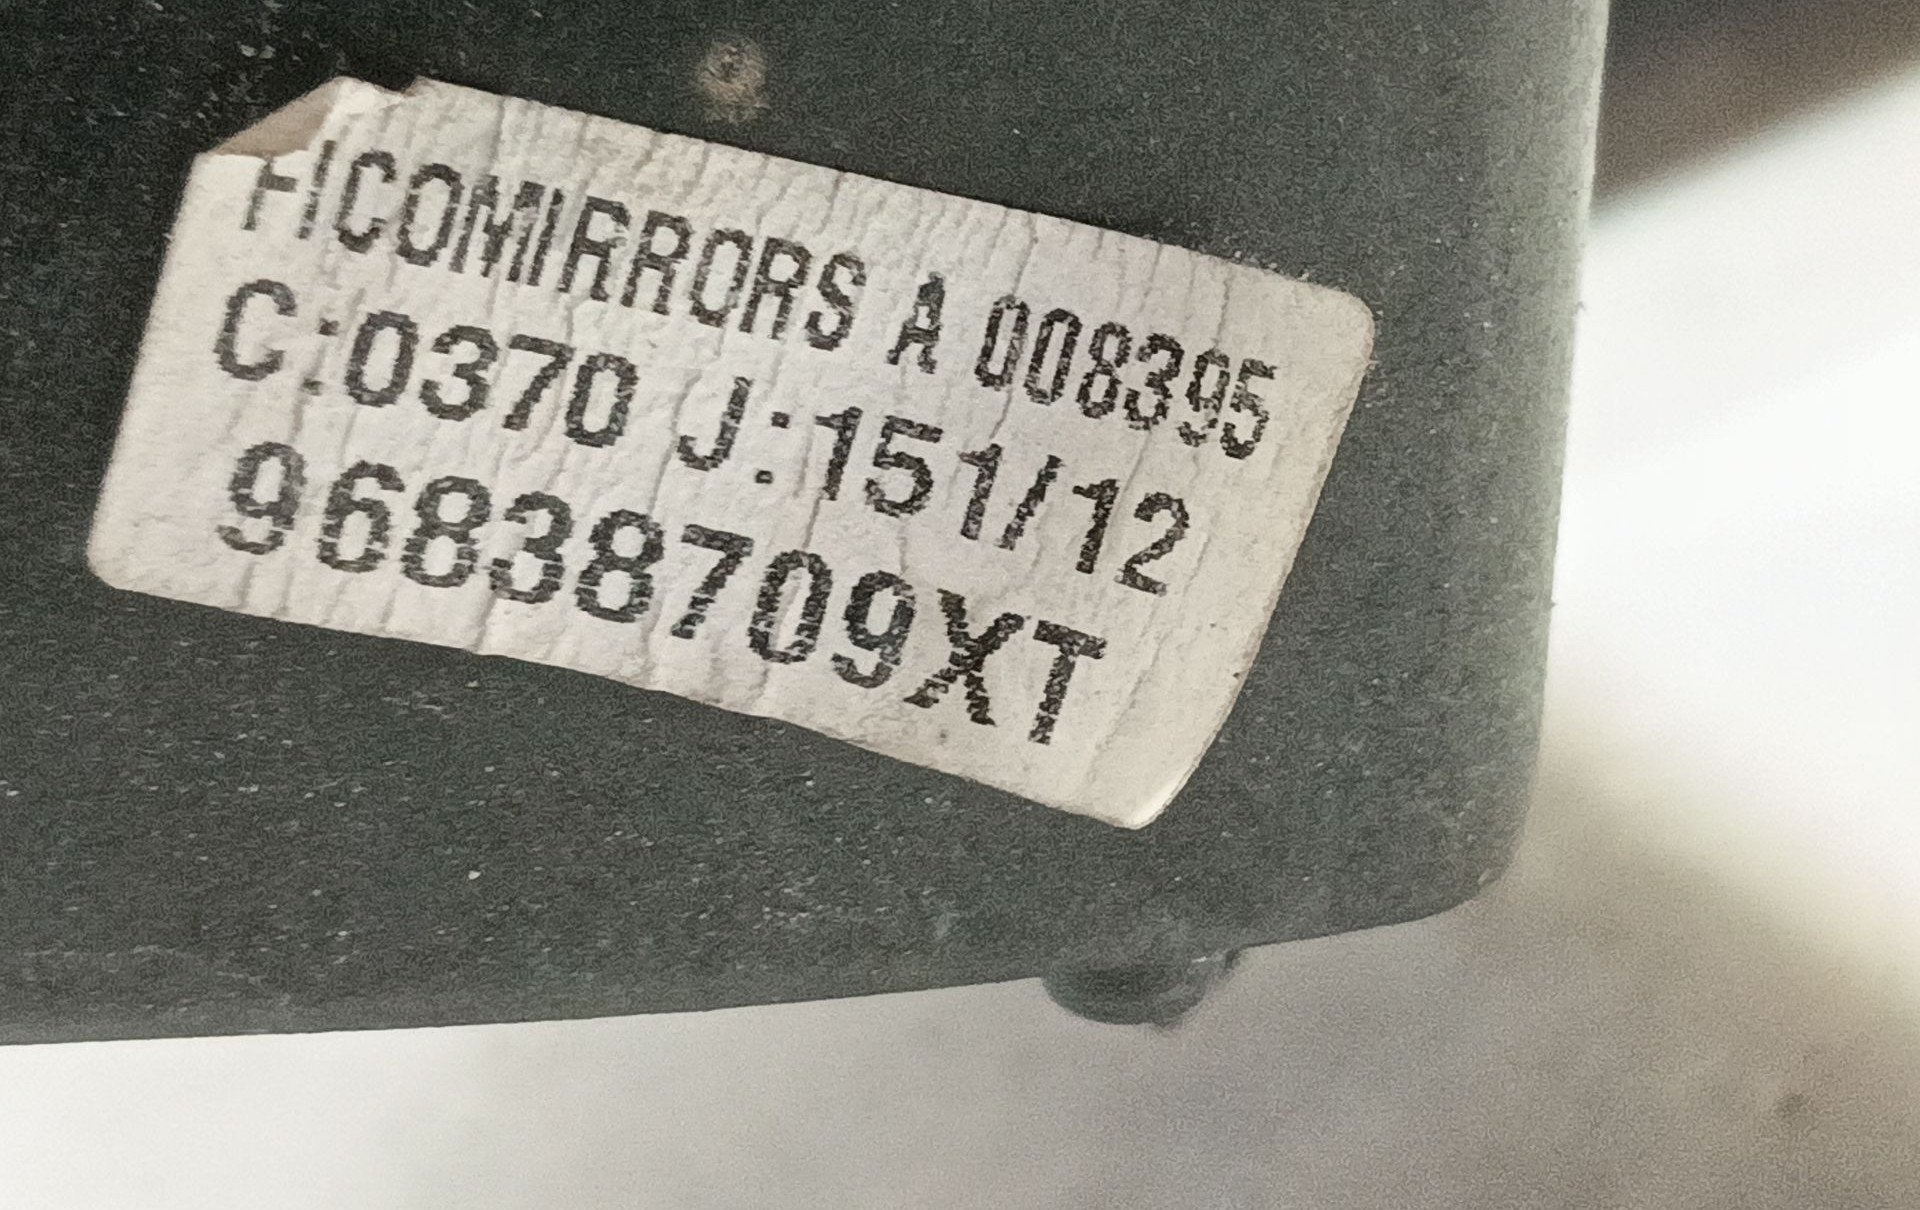 FICOMIRRORS A 008395
C:0370 J:151/12
96838709XT